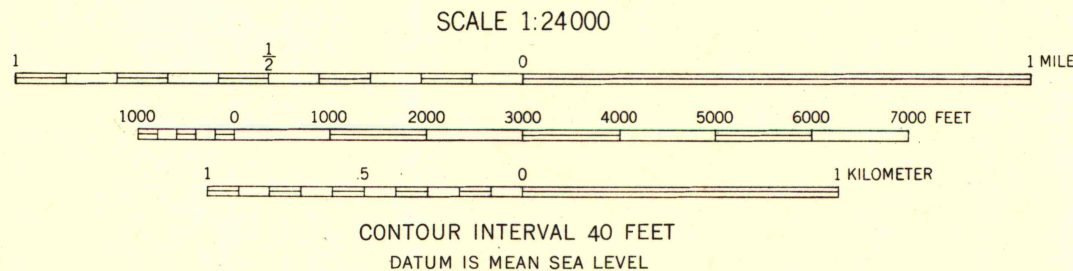 SCALE 1:24000
1 1/2 0 1 MILE
1000 0 1000 2000 3000 4000 5000 6000 7000 FEET
1 .5 0 1 KILOMETER
CONTOUR INTERVAL 40 FEET
DATUM IS MEAN SEA LEVEL